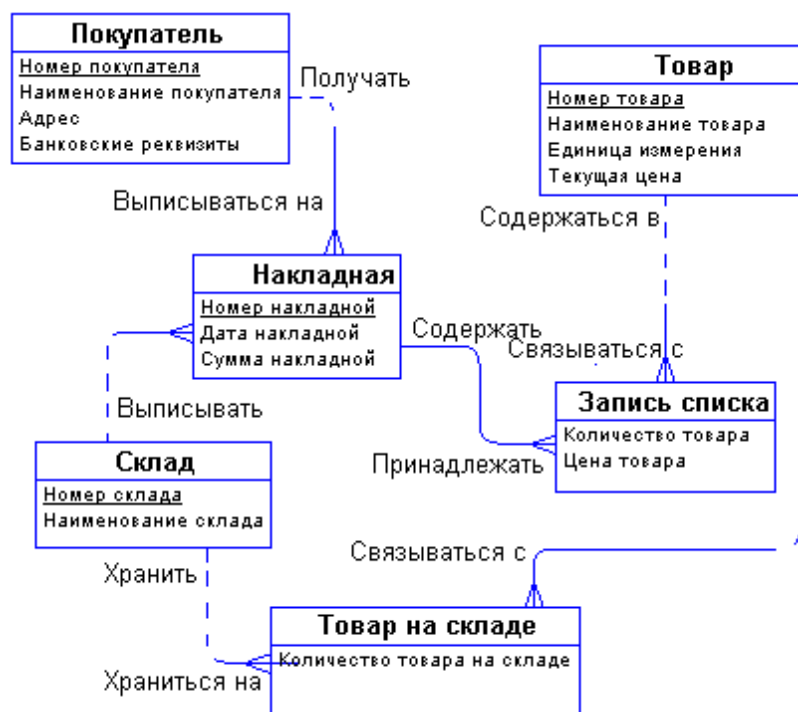 Покупатель
Номер покупателя
Наименование покупателя
Адрес
Банковские реквизиты
Получать
Товар
Номер товара
Наименование товара
Единица измерения
Текущая цена
Выписываться на
Содержаться в
Накладная
Номер накладной
Дата накладной
Сумма накладной
Содержать
Связываться с
Выписывать
Запись списка
Количество товара
Цена товара
Принадлежать
Склад
Номер склада
Наименование склада
Связываться с
Хранить
Товар на складе
Количество товара на складе
Храниться на